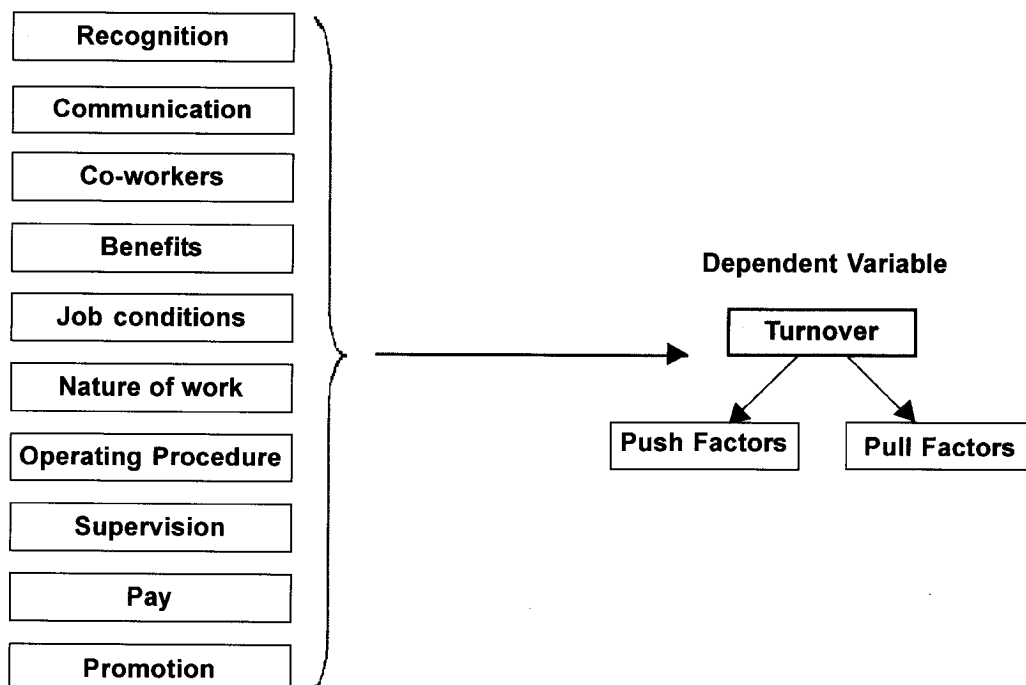 Recognition
Communication
Co-workers
Benefits
Job conditions
Nature of work
Operating Procedure
Supervision
Pay
Promotion
Dependent Variable
Turnover
Push Factors
Pull Factors